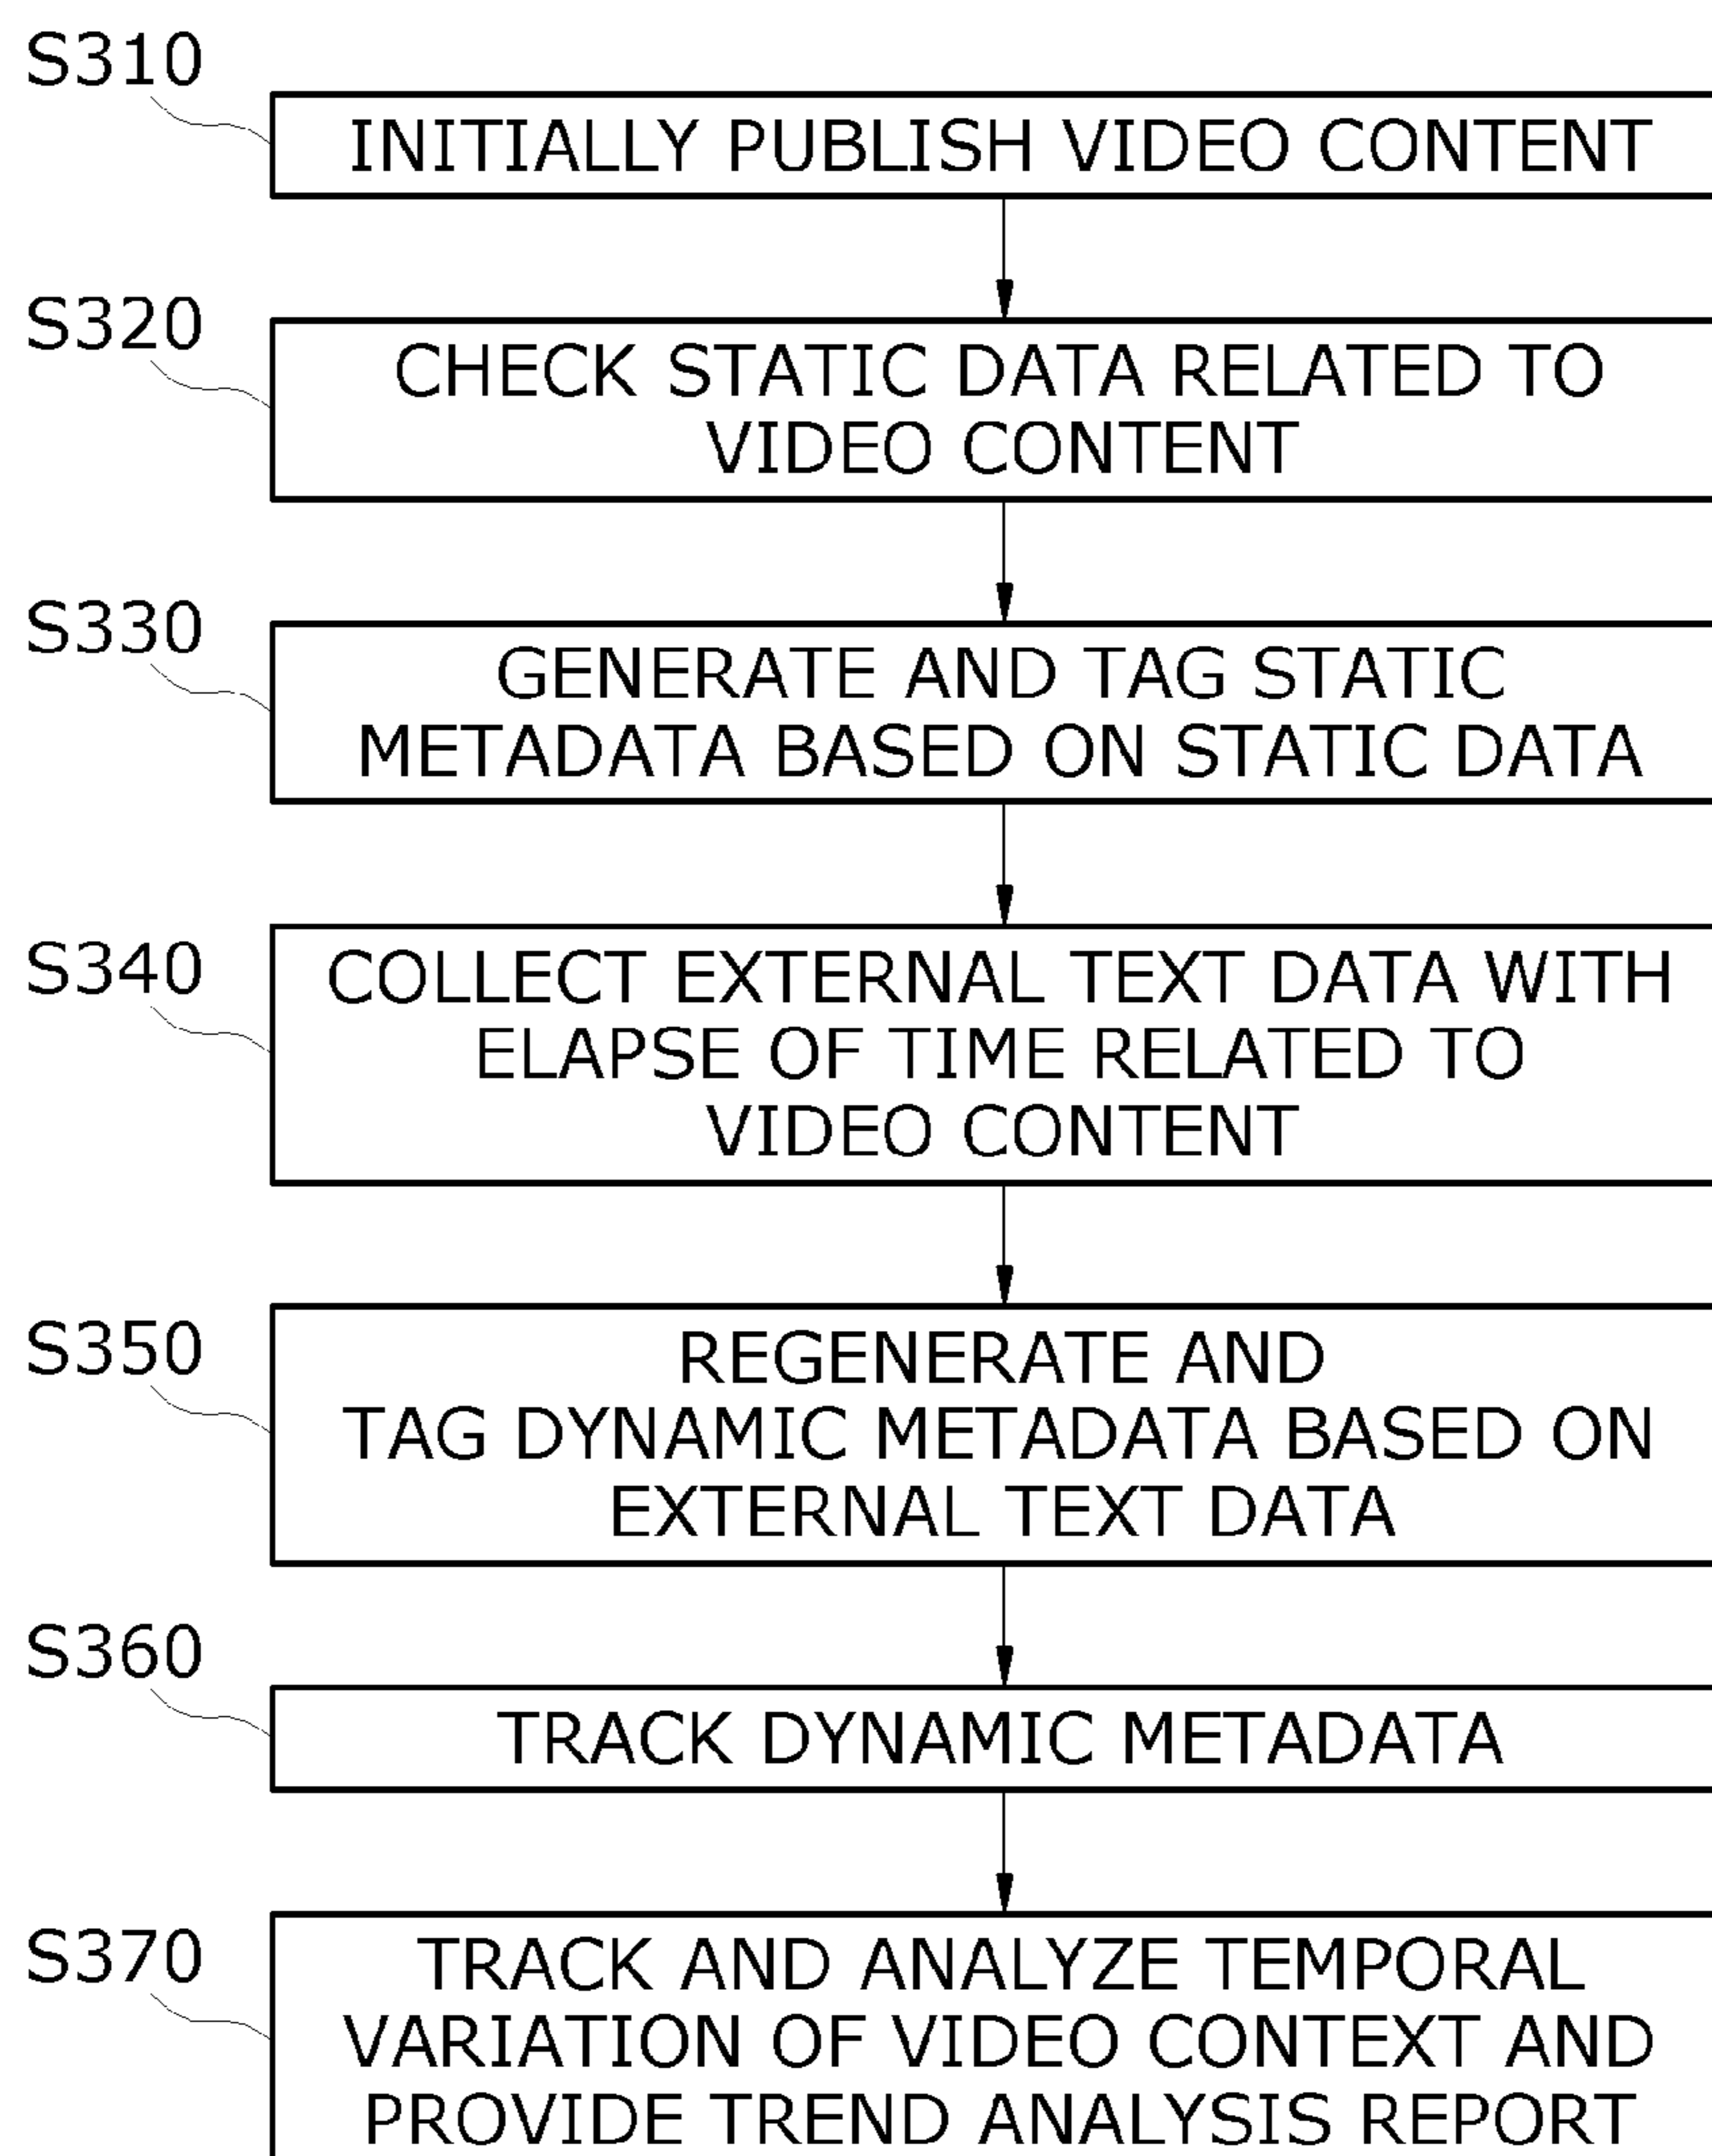 S310
INITIALLY PUBLISH VIDEO CONTENT
S320
CHECK STATIC DATA RELATED TO
VIDEO CONTENT
S330
GENERATE AND TAG STATIC
METADATA BASED ON STATIC DATA
S340
COLLECT EXTERNAL TEXT DATA WITH
ELAPSE OF TIME RELATED TO
VIDEO CONTENT
S350
REGENERATE AND
TAG DYNAMIC METADATA BASED ON
EXTERNAL TEXT DATA
S360
TRACK DYNAMIC METADATA
S370
TRACK AND ANALYZE TEMPORAL
VARIATION OF VIDEO CONTEXT AND
PROVIDE TREND ANALYSIS REPORT